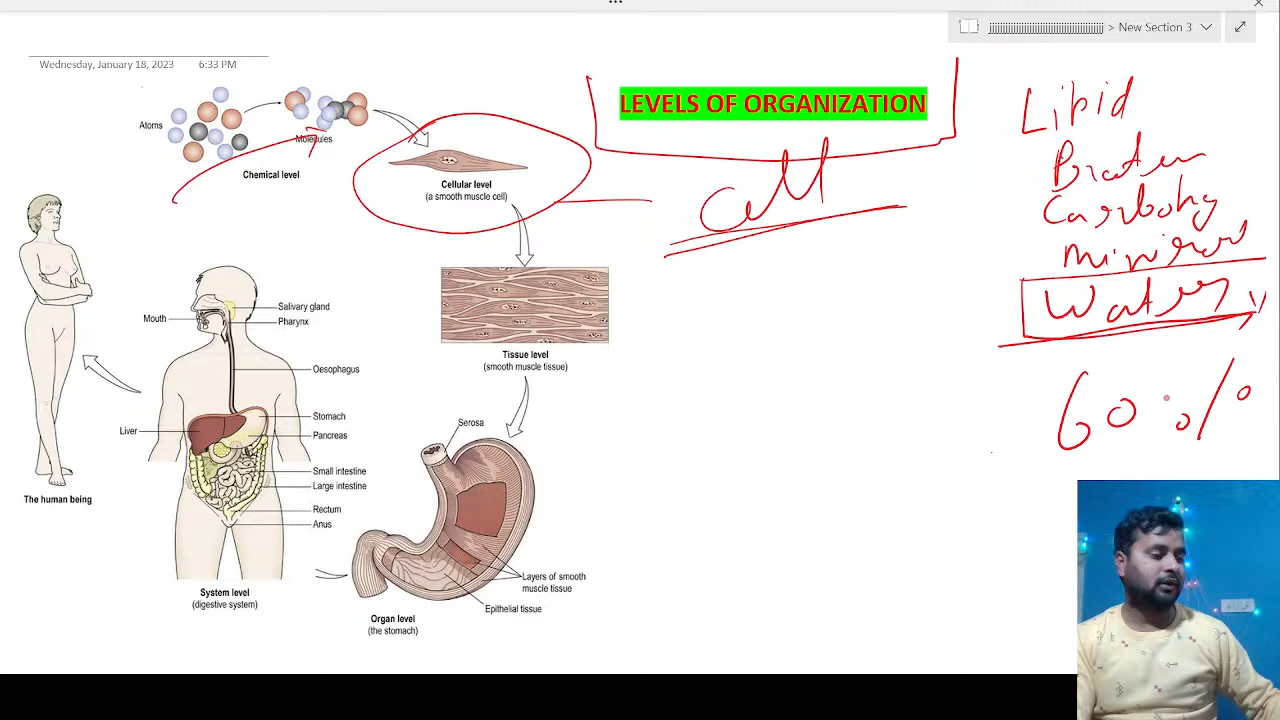 jjjjjjjjjjjjjjjjjjjjjjjjjjjjjjjjjjj > New Section 3
Wednesday, January 18, 2023 6:33 PM
LEVELS OF ORGANIZATION
Atoms
Molecules
Chemical level
Cellular level
(a smooth muscle cell)
Cell
Lipid
Carbohy
Water
60 %
Salivary gland
Mouth
Pharynx
Oesophagus
Stomach
Liver
Pancreas
Small intestine
Large intestine
Rectum
Anus
System level
(digestive system)
The human being
Tissue level
(smooth muscle tissue)
Serosa
Layers of smooth
muscle tissue
Epithelial tissue
Organ level
(the stomach)